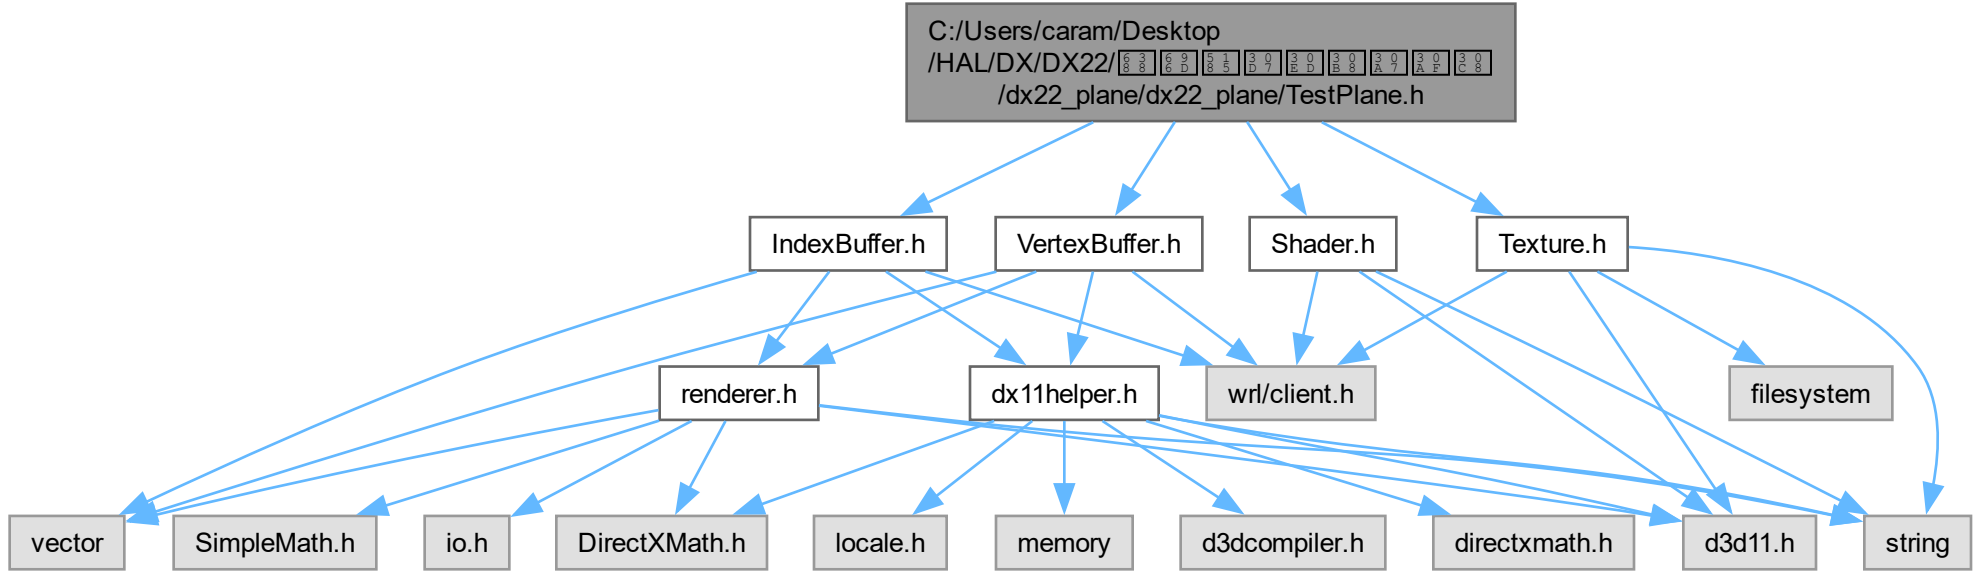 C:/Users/caram/Desktop
/HAL/DX/DX22/
/dx22_plane/dx22_plane/TestPlane.h
IndexBuffer.h
VertexBuffer.h
Shader.h
Texture.h
renderer.h
dx11helper.h
wrl/client.h
filesystem
vector
SimpleMath.h
io.h
DirectXMath.h
locale.h
memory
d3dcompiler.h
directxmath.h
d3d11.h
string